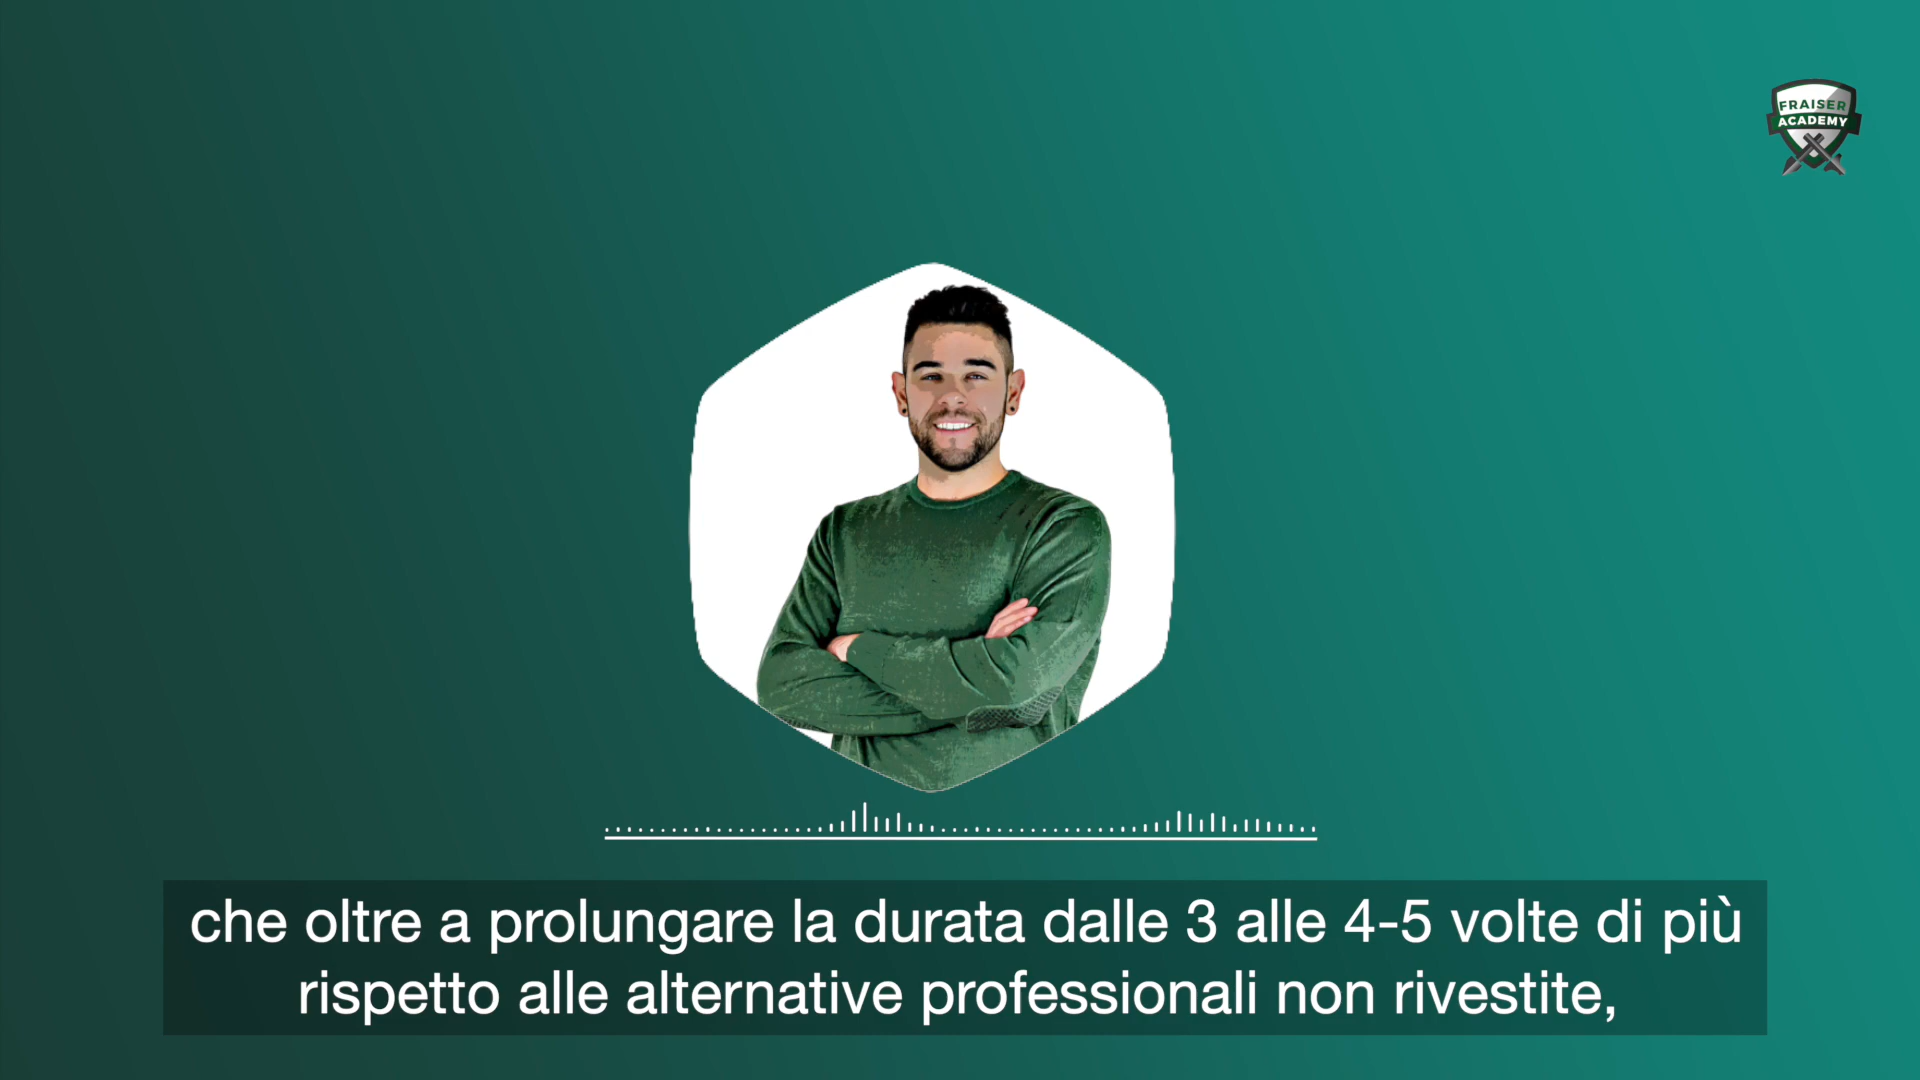 FRAISER
ACADEMY
che oltre a prolungare la durata dalle 3 alle 4-5 volte di più
rispetto alle alternative professionali non rivestite,